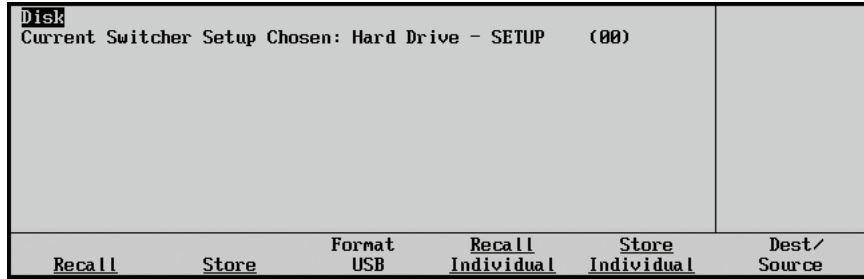 Disk
Current Switcher Setup Chosen: Hard Drive - SETUP (00)
Format Recall Store Dest/
Recall Store USB Individual Individual Source